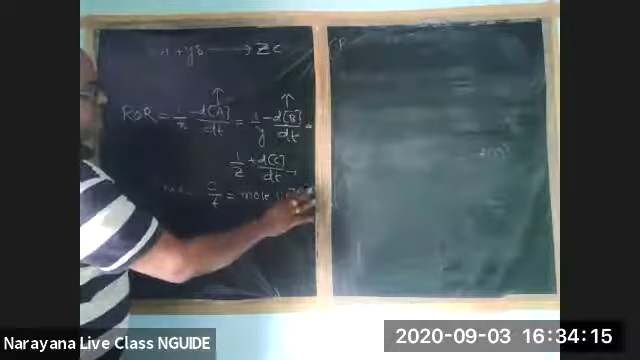 + yB ⟶ ZC
ROR = 1/x -d[A]/dt = 1/y -d[B]/dt =
1/Z +d[C]/dt
C/t = mole
Narayana Live Class NGUIDE
2020-09-03 16:34:15